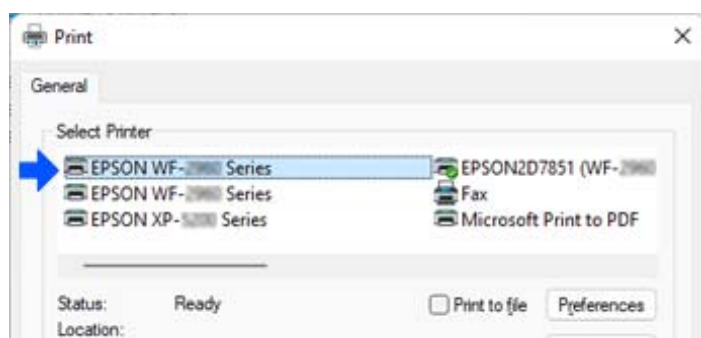 Print
General
Select Printer
EPSON WF- Series
EPSON2D7851 (WF-
EPSON WF- Series
Fax
EPSON XP- Series
Microsoft Print to PDF
Status: Ready
Print to file
Preferences
Location: